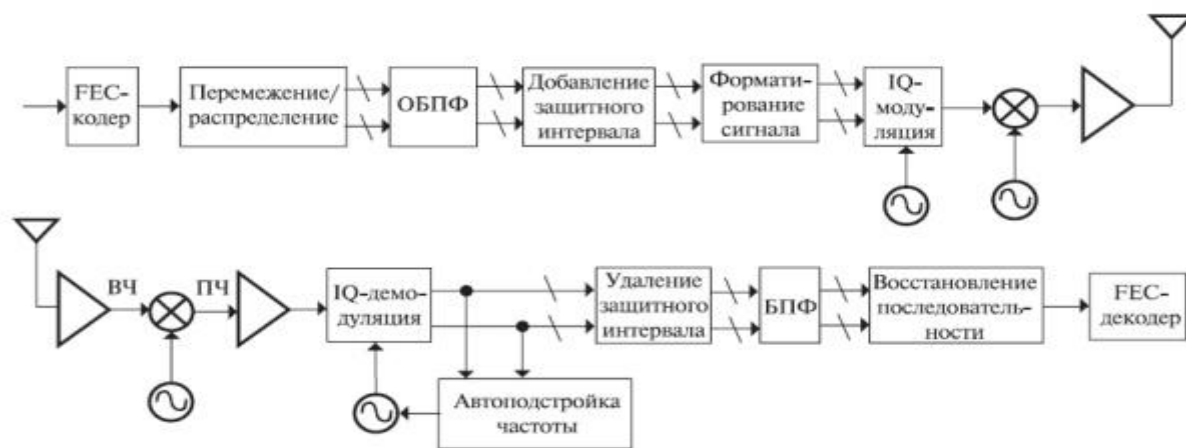 FEC-
кодер
Перемежение/
распределение
ОБПФ
Добавление
защитного
интервала
Формати-
рование
сигнала
IQ-
моду-
ляция
ВЧ
ПЧ
IQ-демо-
дуляция
Автоподстройка
частоты
Удаление
защитного
интервала
БПФ
Восстановление
последователь-
ности
FEC-
декодер